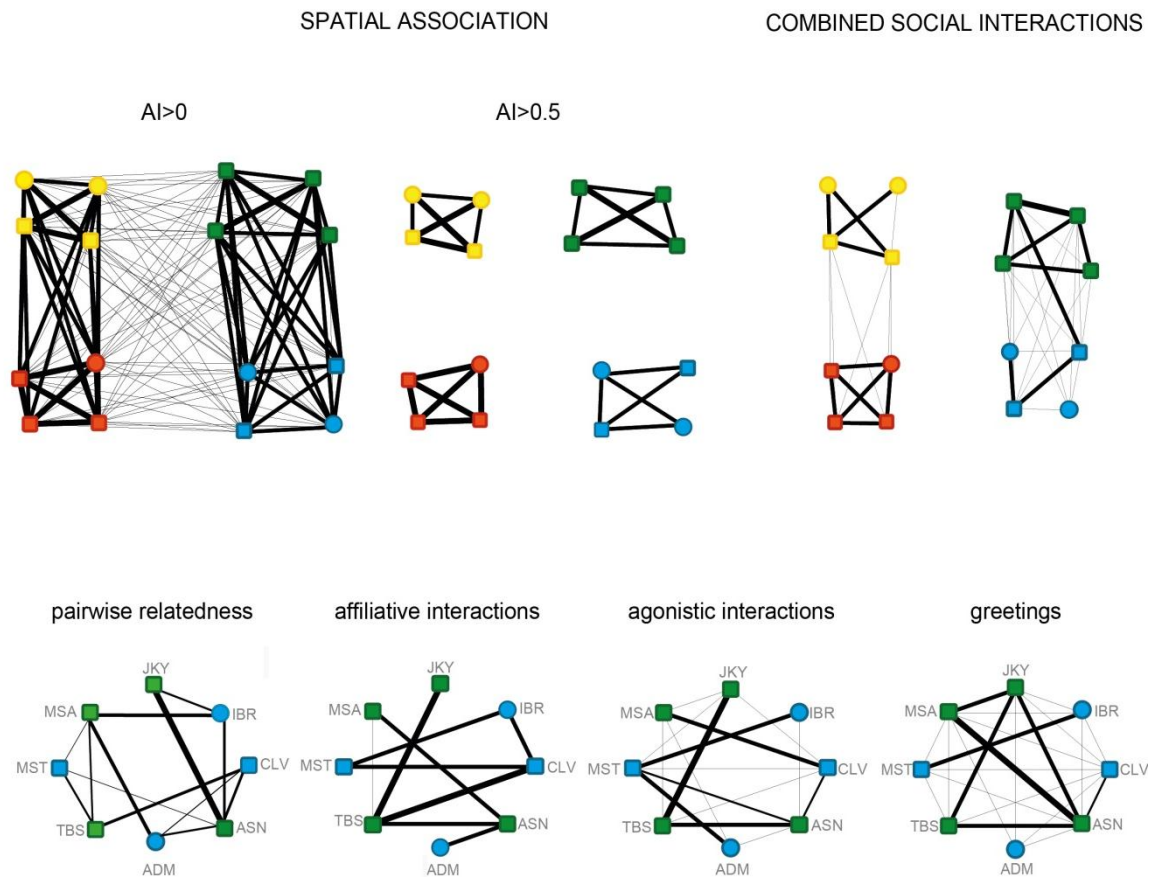 SPATIAL ASSOCIATION
COMBINED SOCIAL INTERACTIONS
AI>0
AI>0.5
pairwise relatedness
affiliative interactions
agonistic interactions
greetings
JKY
MSA
IBR
MST
CLV
TBS
ASN
ADM
JKY
MSA
IBR
MST
CLV
TBS
ASN
ADM
JKY
MSA
IBR
MST
CLV
TBS
ASN
ADM
JKY
MSA
IBR
MST
CLV
TBS
ASN
ADM